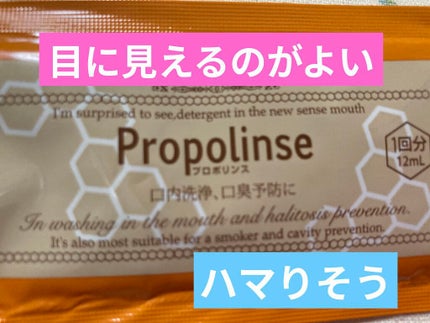 目に見えるのがよい
I'm surprised to see,detergent in the new sense mouth
Propolinse
プロポリンス
1回分
12mL
口内洗浄、口臭予防に
In washing in the mouth and halitosis prevention.
It's also most suitable for a smoker and cavity prevention.
ハマりそう